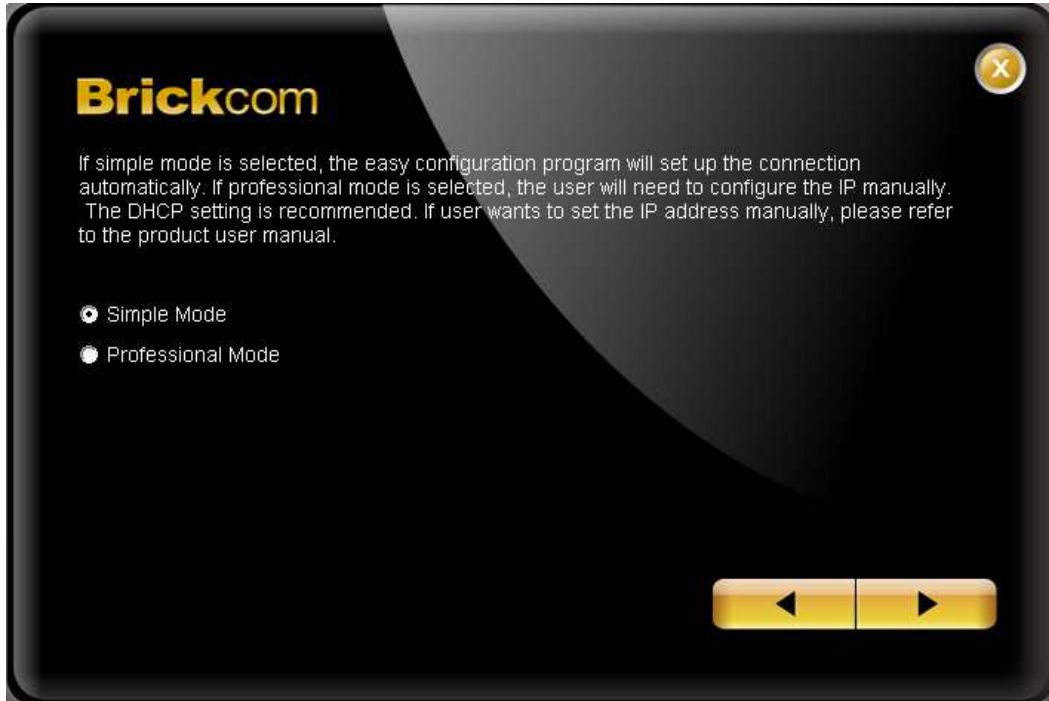 X
Brickcom
If simple mode is selected, the easy configuration program will set up the connection
automatically. If professional mode is selected, the user will need to configure the IP manually.
The DHCP setting is recommended. If user wants to set the IP address manually, please refer
to the product user manual.
Simple Mode
Professional Mode